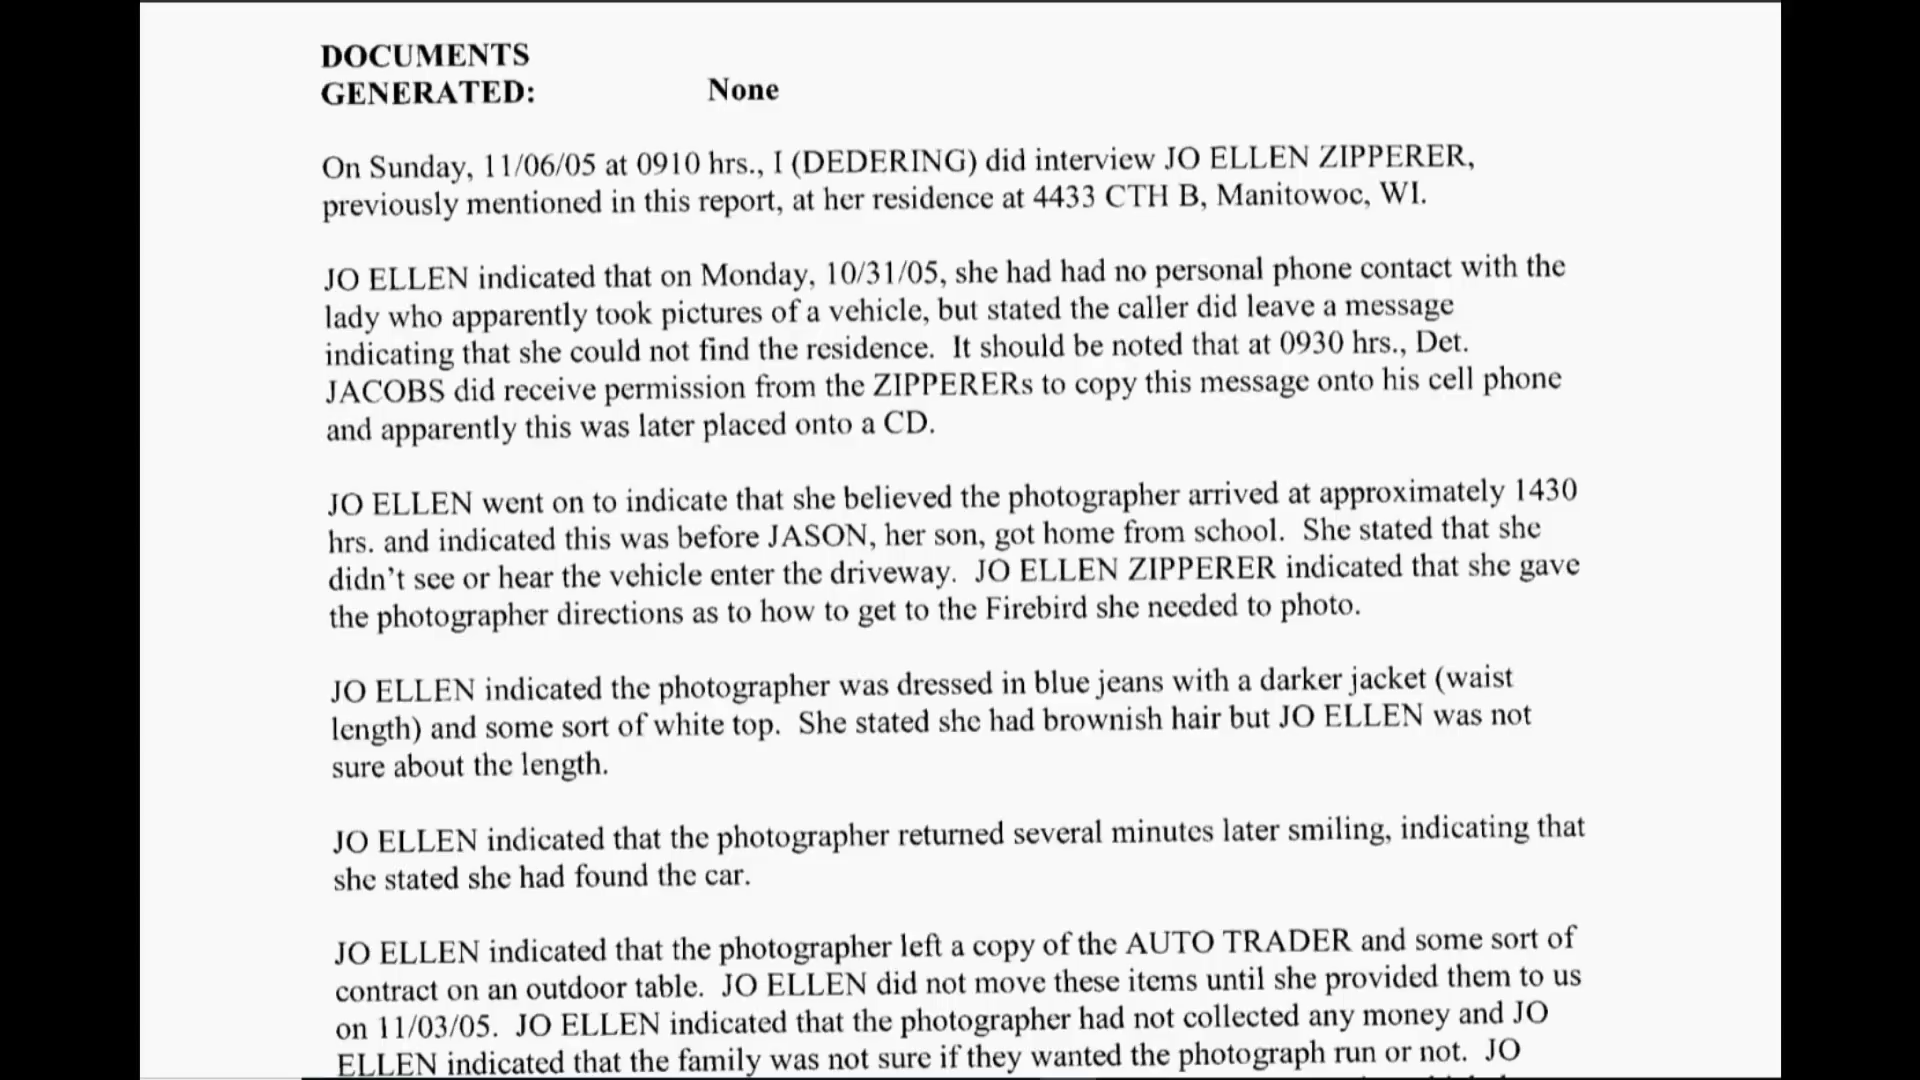 DOCUMENTS
GENERATED: None
On Sunday, 11/06/05 at 0910 hrs., I (DEDERING) did interview JO ELLEN ZIPPERER,
previously mentioned in this report, at her residence at 4433 CTH B, Manitowoc, WI.
JO ELLEN indicated that on Monday, 10/31/05, she had had no personal phone contact with the
lady who apparently took pictures of a vehicle, but stated the caller did leave a message
indicating that she could not find the residence. It should be noted that at 0930 hrs., Det.
JACOBS did receive permission from the ZIPPERERs to copy this message onto his cell phone
and apparently this was later placed onto a CD.
JO ELLEN went on to indicate that she believed the photographer arrived at approximately 1430
hrs. and indicated this was before JASON, her son, got home from school. She stated that she
didn't see or hear the vehicle enter the driveway. JO ELLEN ZIPPERER indicated that she gave
the photographer directions as to how to get to the Firebird she needed to photo.
JO ELLEN indicated the photographer was dressed in blue jeans with a darker jacket (waist
length) and some sort of white top. She stated she had brownish hair but JO ELLEN was not
sure about the length.
JO ELLEN indicated that the photographer returned several minutes later smiling, indicating that
she stated she had found the car.
JO ELLEN indicated that the photographer left a copy of the AUTO TRADER and some sort of
contract on an outdoor table. JO ELLEN did not move these items until she provided them to us
on 11/03/05. JO ELLEN indicated that the photographer had not collected any money and JO
ELLEN indicated that the family was not sure if they wanted the photograph run or not. JO